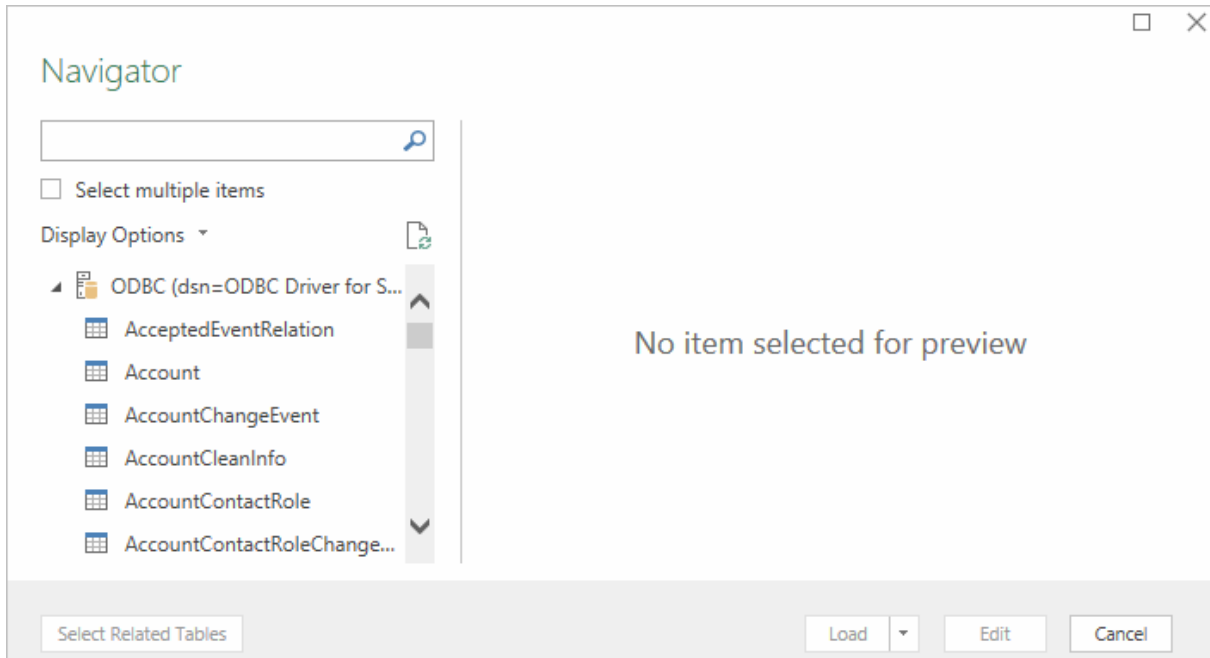 Navigator
Select multiple items
Display Options
ODBC (dsn=ODBC Driver for S...
AcceptedEventRelation
Account
AccountChangeEvent
AccountCleanInfo
AccountContactRole
AccountContactRoleChange...
No item selected for preview
Select Related Tables
Load
Edit
Cancel